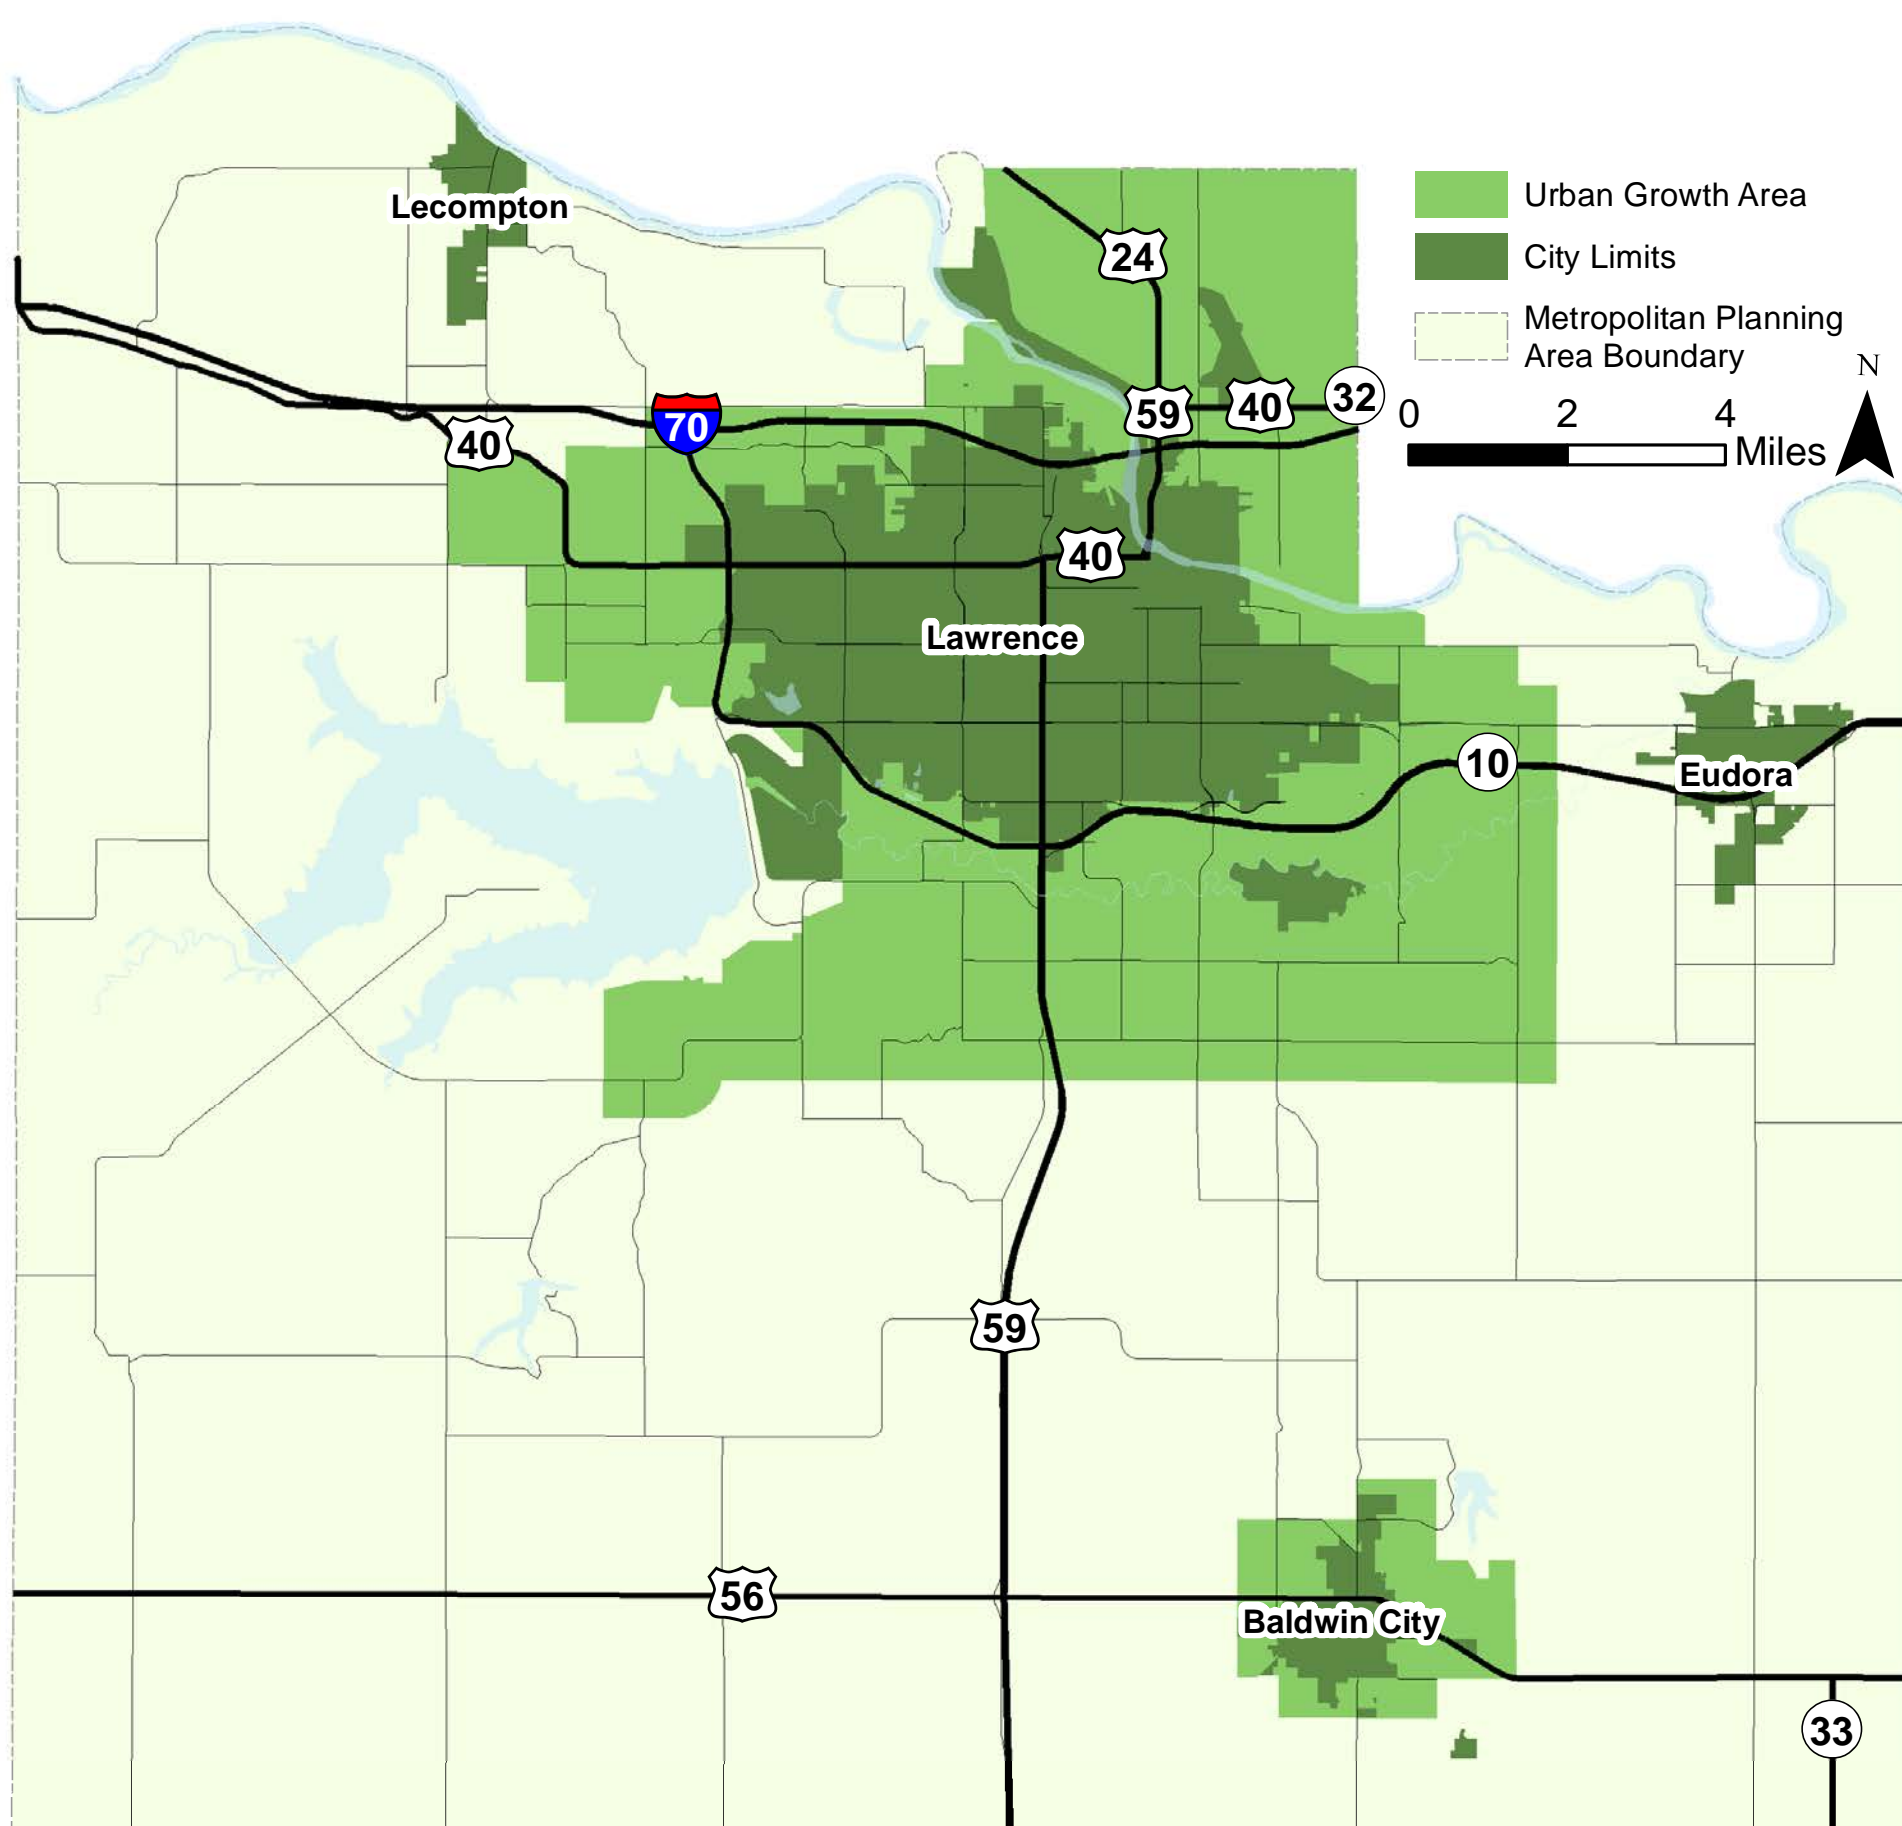 Lecompton
24
Urban Growth Area
City Limits
Metropolitan Planning
Area Boundary
N
70
59
40
32
0 2 4
Miles
40
40
Lawrence
10
Eudora
59
56
Baldwin City
33